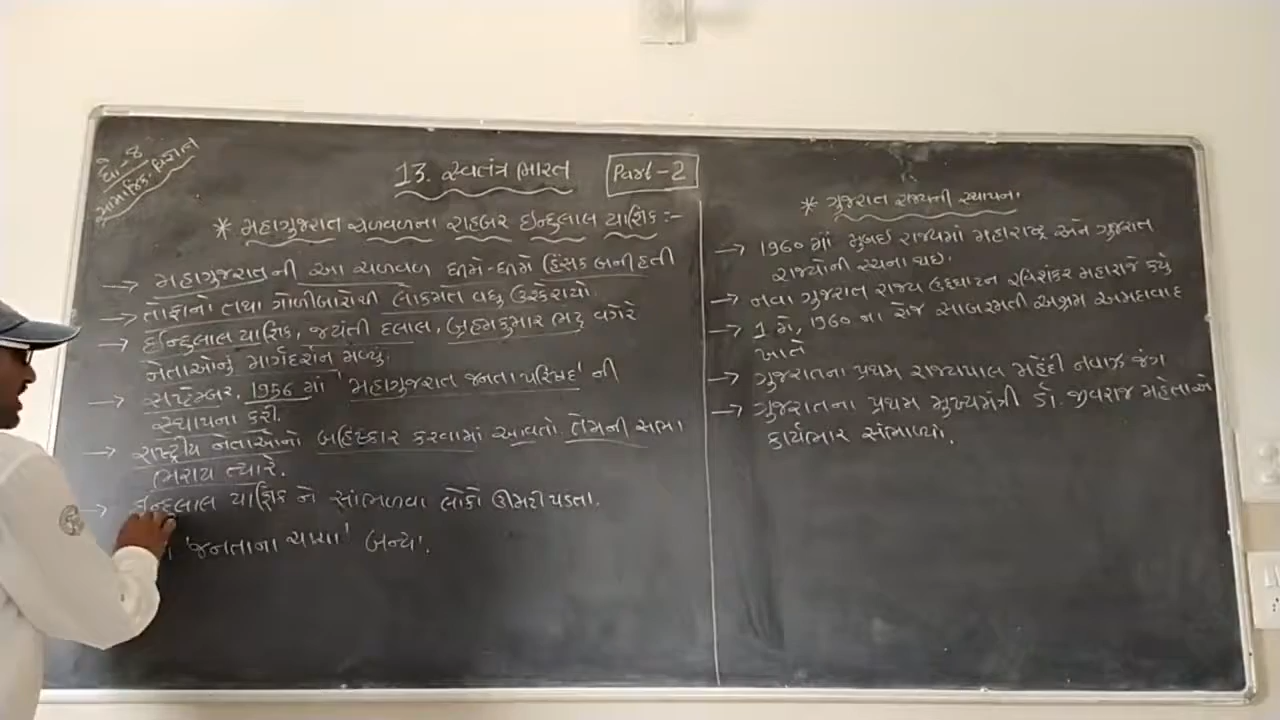 ધો-8
સામાજિક વિજ્ઞાન
13. સ્વતંત્ર ભારત
Part-2
* મહાગુજરાત ચળવળના રાહબર ઇન્દુલાલ યાજ્ઞિક :-
→ મહાગુજરાતની આ ચળવળ ધીમે-ધીમે હિંસક બની હતી
→ તોફાનો તથા ગોળીબારોથી લોકમત વધુ ઉશ્કેરાયો.
→ ઇન્દુલાલ યાજ્ઞિક, જયંતી દલાલ, બ્રહ્મકુમાર ભટ્ટ વગેરે
નેતાઓનું માર્ગદર્શન મળ્યું.
→ સપ્ટેમ્બર, 1956 માં 'મહાગુજરાત જનતા પરિષદ' ની
સ્થાપના કરી.
→ રાષ્ટ્રીય નેતાઓનો બહિષ્કાર કરવામાં આવતો. તેમની સભા
ભરાય ત્યારે.
→ ઇન્દુલાલ યાજ્ઞિક ને સાંભળવા લોકો ઊમટી પડતા.
'જનતાના ચાચા' બન્યા.
* ગુજરાત રાજ્યની સ્થાપના
→ 1960 માં મુંબઈ રાજ્યમાં મહારાષ્ટ્ર અને ગુજરાત
રાજ્યોની રચના થઇ.
→ નવા ગુજરાત રાજ્ય ઉદ્ઘાટન રવિશંકર મહારાજે કર્યું
→ 1 મે, 1960 ના રોજ સાબરમતી આશ્રમ અમદાવાદ
ખાતે
→ ગુજરાતના પ્રથમ રાજ્યપાલ મહેંદી નવાઝ જંગ
→ ગુજરાતના પ્રથમ મુખ્યમંત્રી ડૉ. જીવરાજ મહેતાએ
કાર્યભાર સંભાળ્યો.